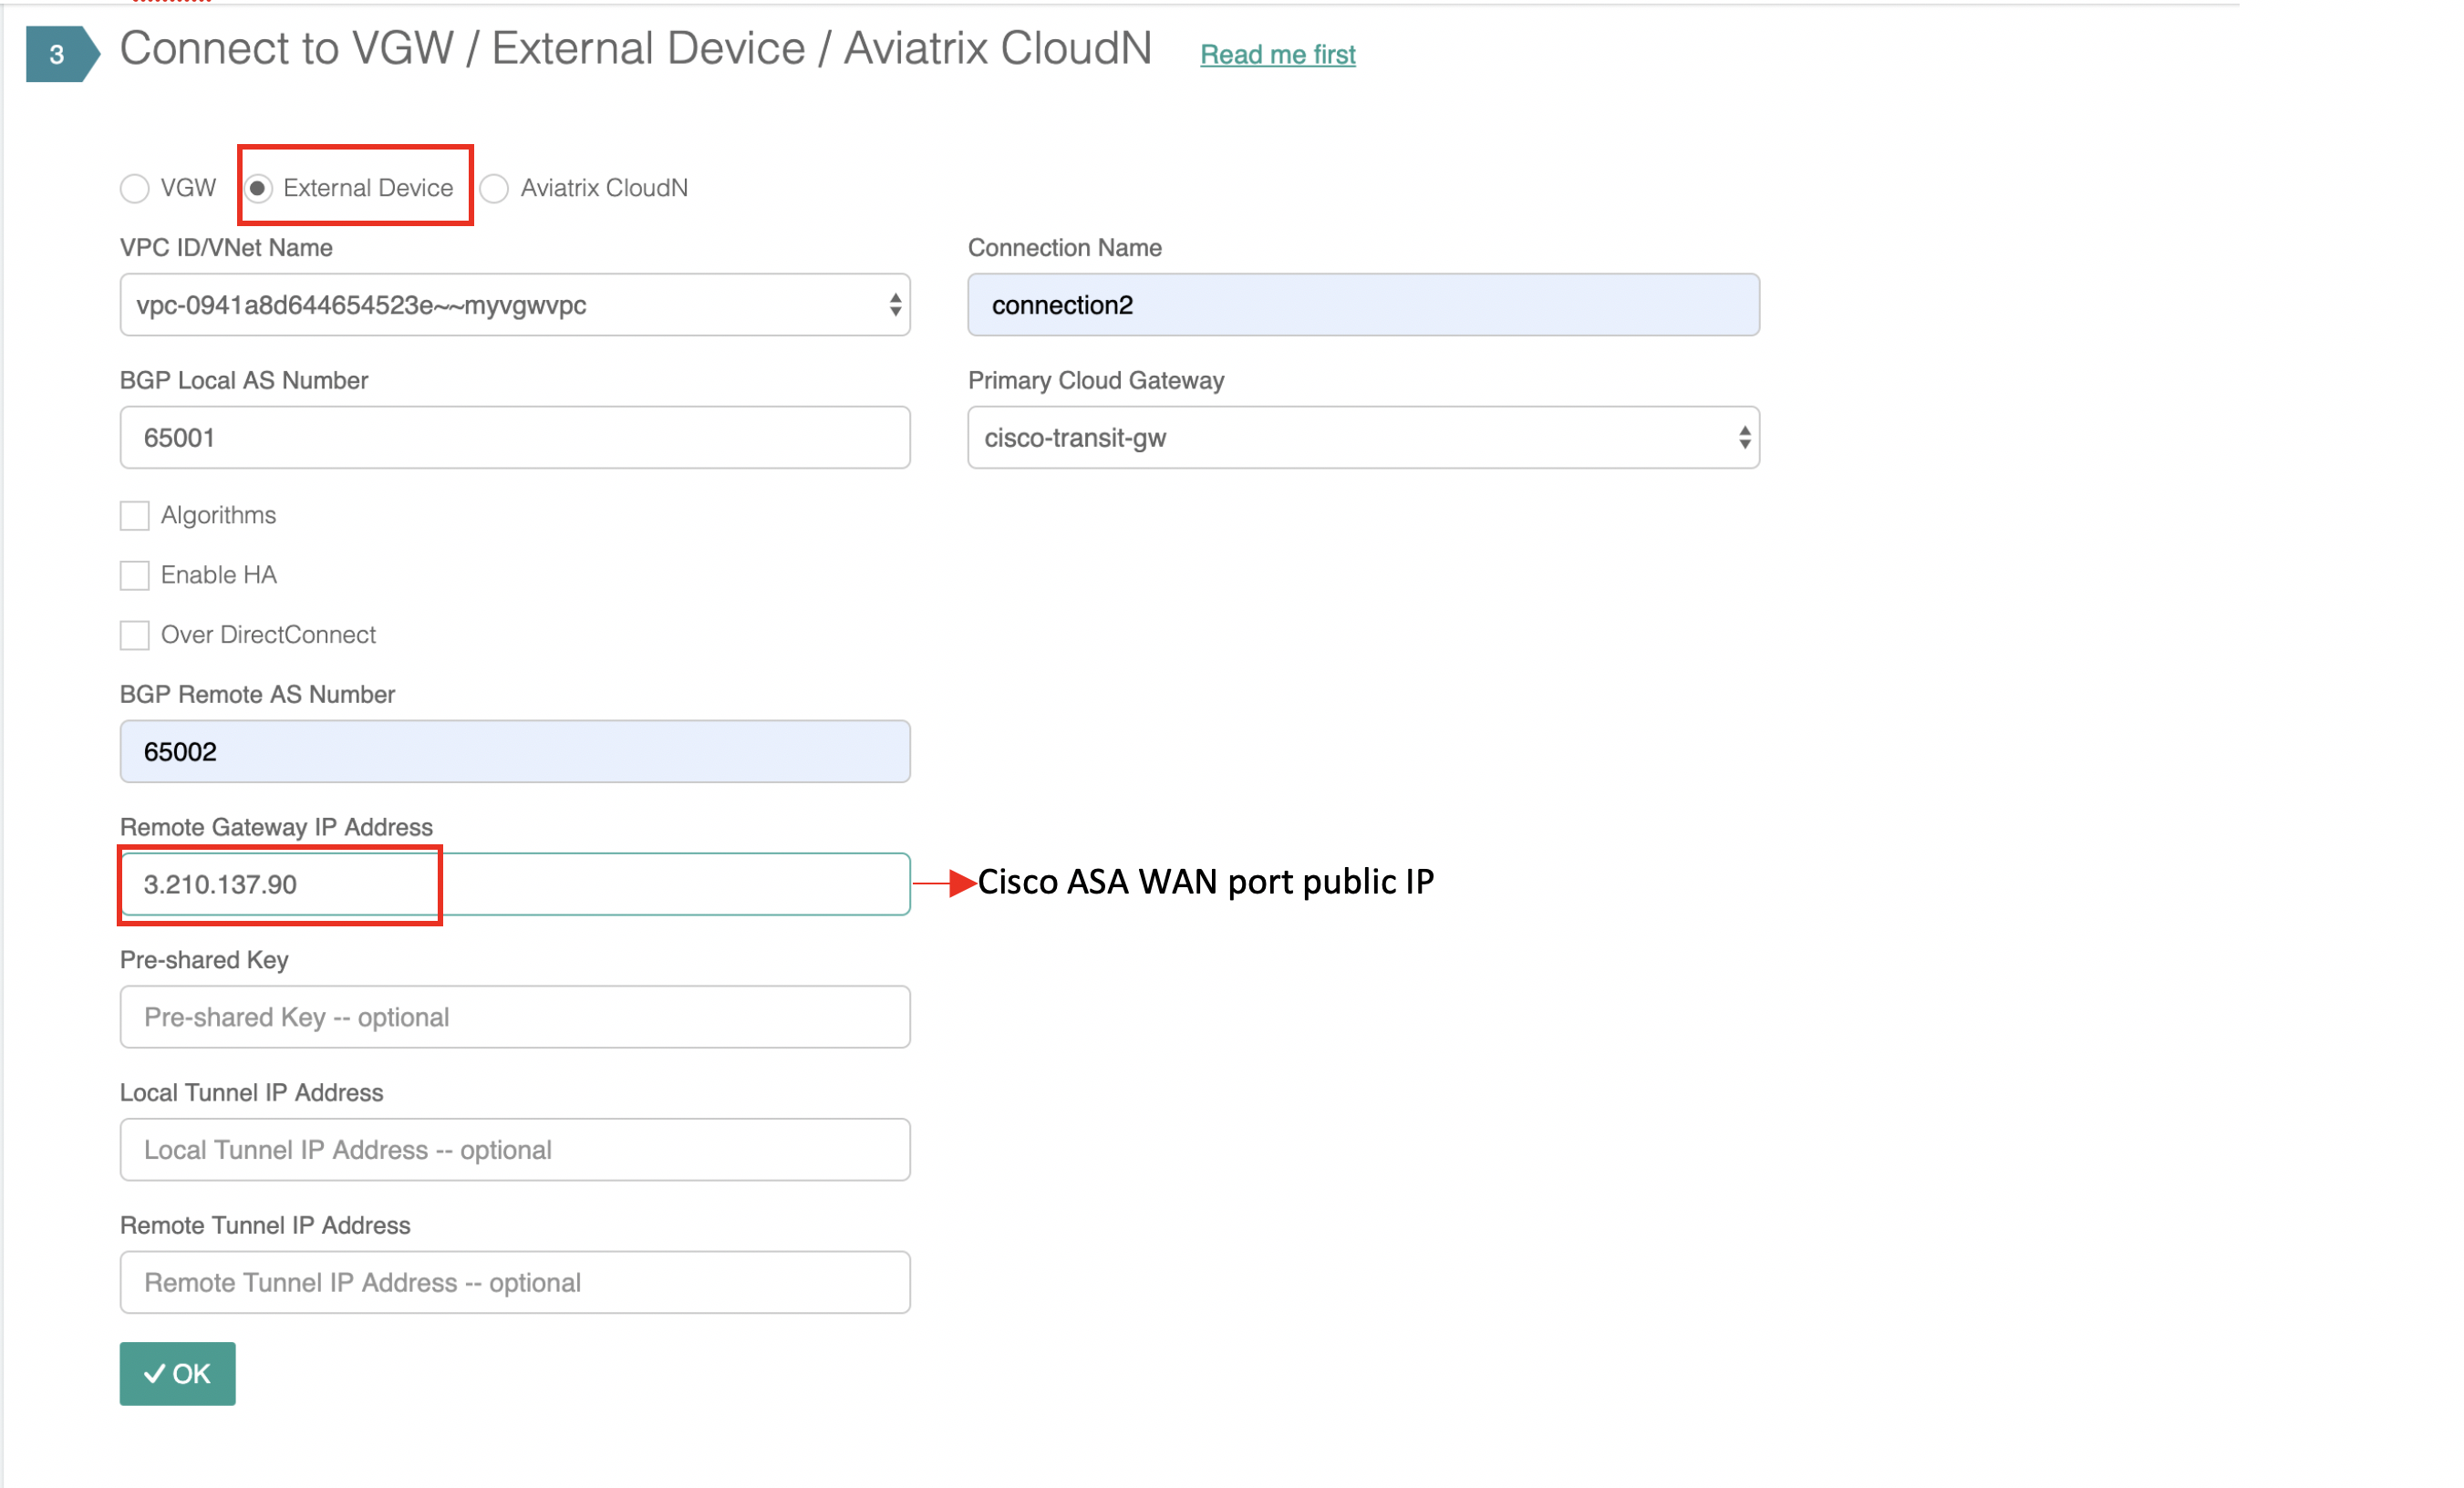 3
Connect to VGW / External Device / Aviatrix CloudN Read me first
VGW External Device Aviatrix CloudN
VPC ID/VNet Name Connection Name
vpc-0941a8d644654523e~~myvgwvpc connection2
BGP Local AS Number Primary Cloud Gateway
65001 cisco-transit-gw
Algorithms
Enable HA
Over DirectConnect
BGP Remote AS Number
65002
Remote Gateway IP Address
3.210.137.90 Cisco ASA WAN port public IP
Pre-shared Key
Pre-shared Key -- optional
Local Tunnel IP Address
Local Tunnel IP Address -- optional
Remote Tunnel IP Address
Remote Tunnel IP Address -- optional
OK